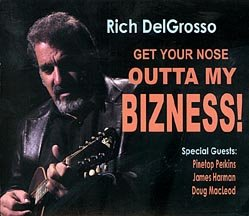 Rich DelGrosso
GET YOUR NOSE
OUTTA MY
BIZNESS!
Special Guests:
Pinetop Perkins
James Harman
Doug MacLeod